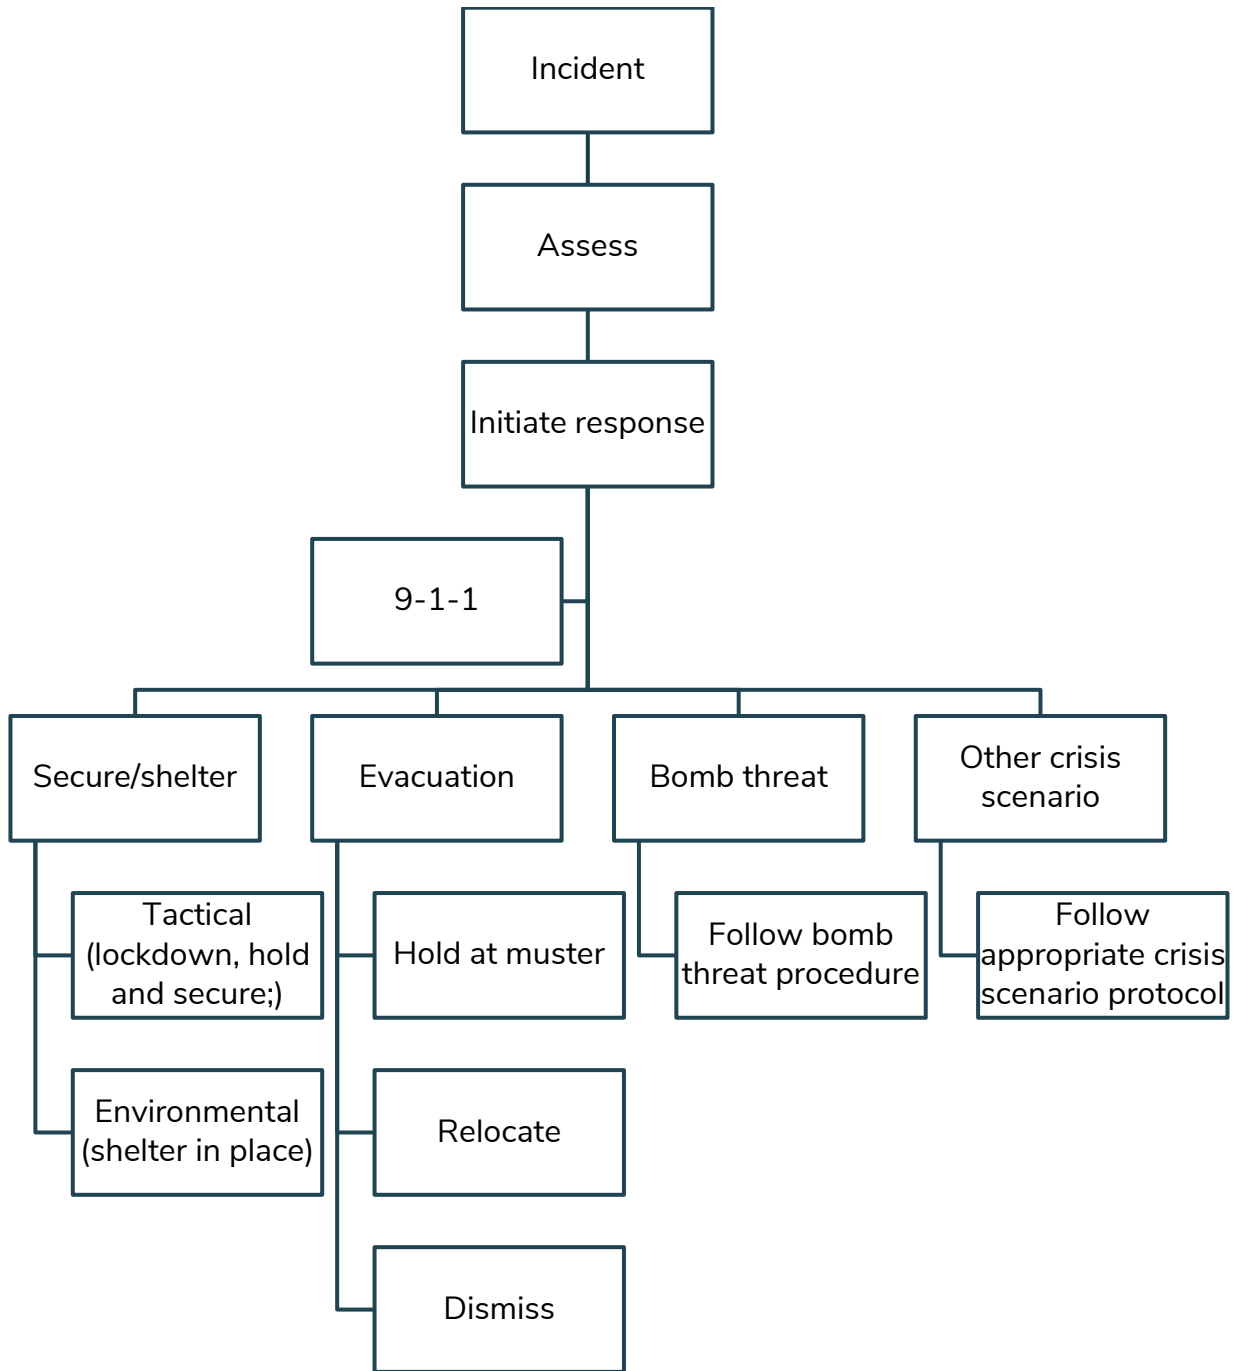 Incident
Assess
Initiate response
9-1-1
Secure/shelter
Evacuation
Bomb threat
Other crisis
scenario
Tactical
(lockdown, hold
and secure;)
Hold at muster
Follow bomb
threat procedure
Follow
appropriate crisis
scenario protocol
Environmental
(shelter in place)
Relocate
Dismiss